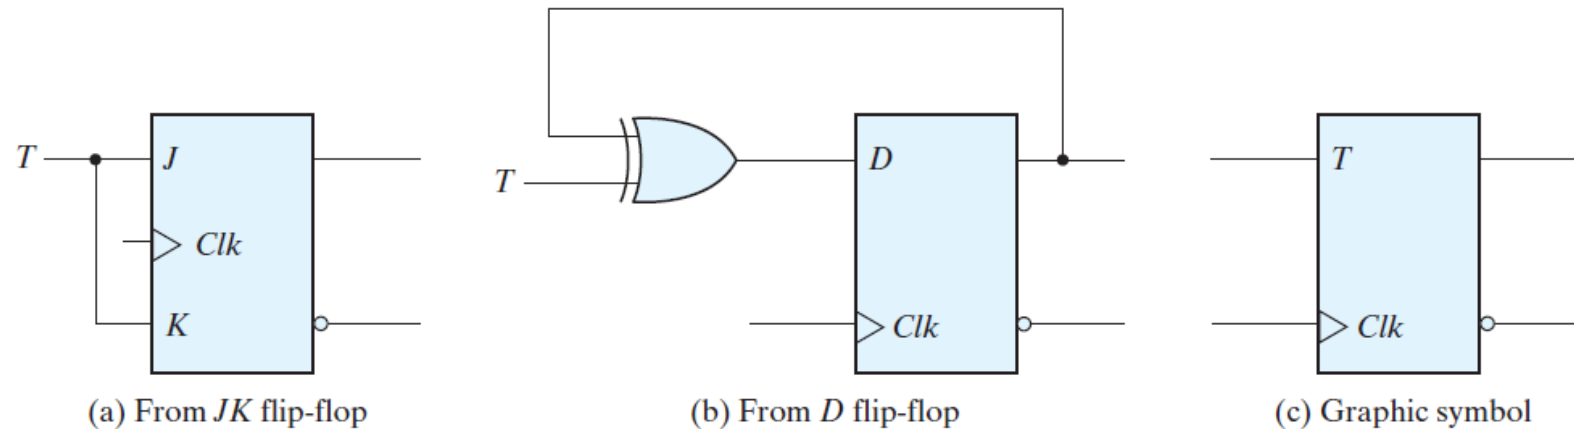 T
J
Clk
K
(a) From JK flip-flop
T
D
Clk
(b) From D flip-flop
T
Clk
(c) Graphic symbol